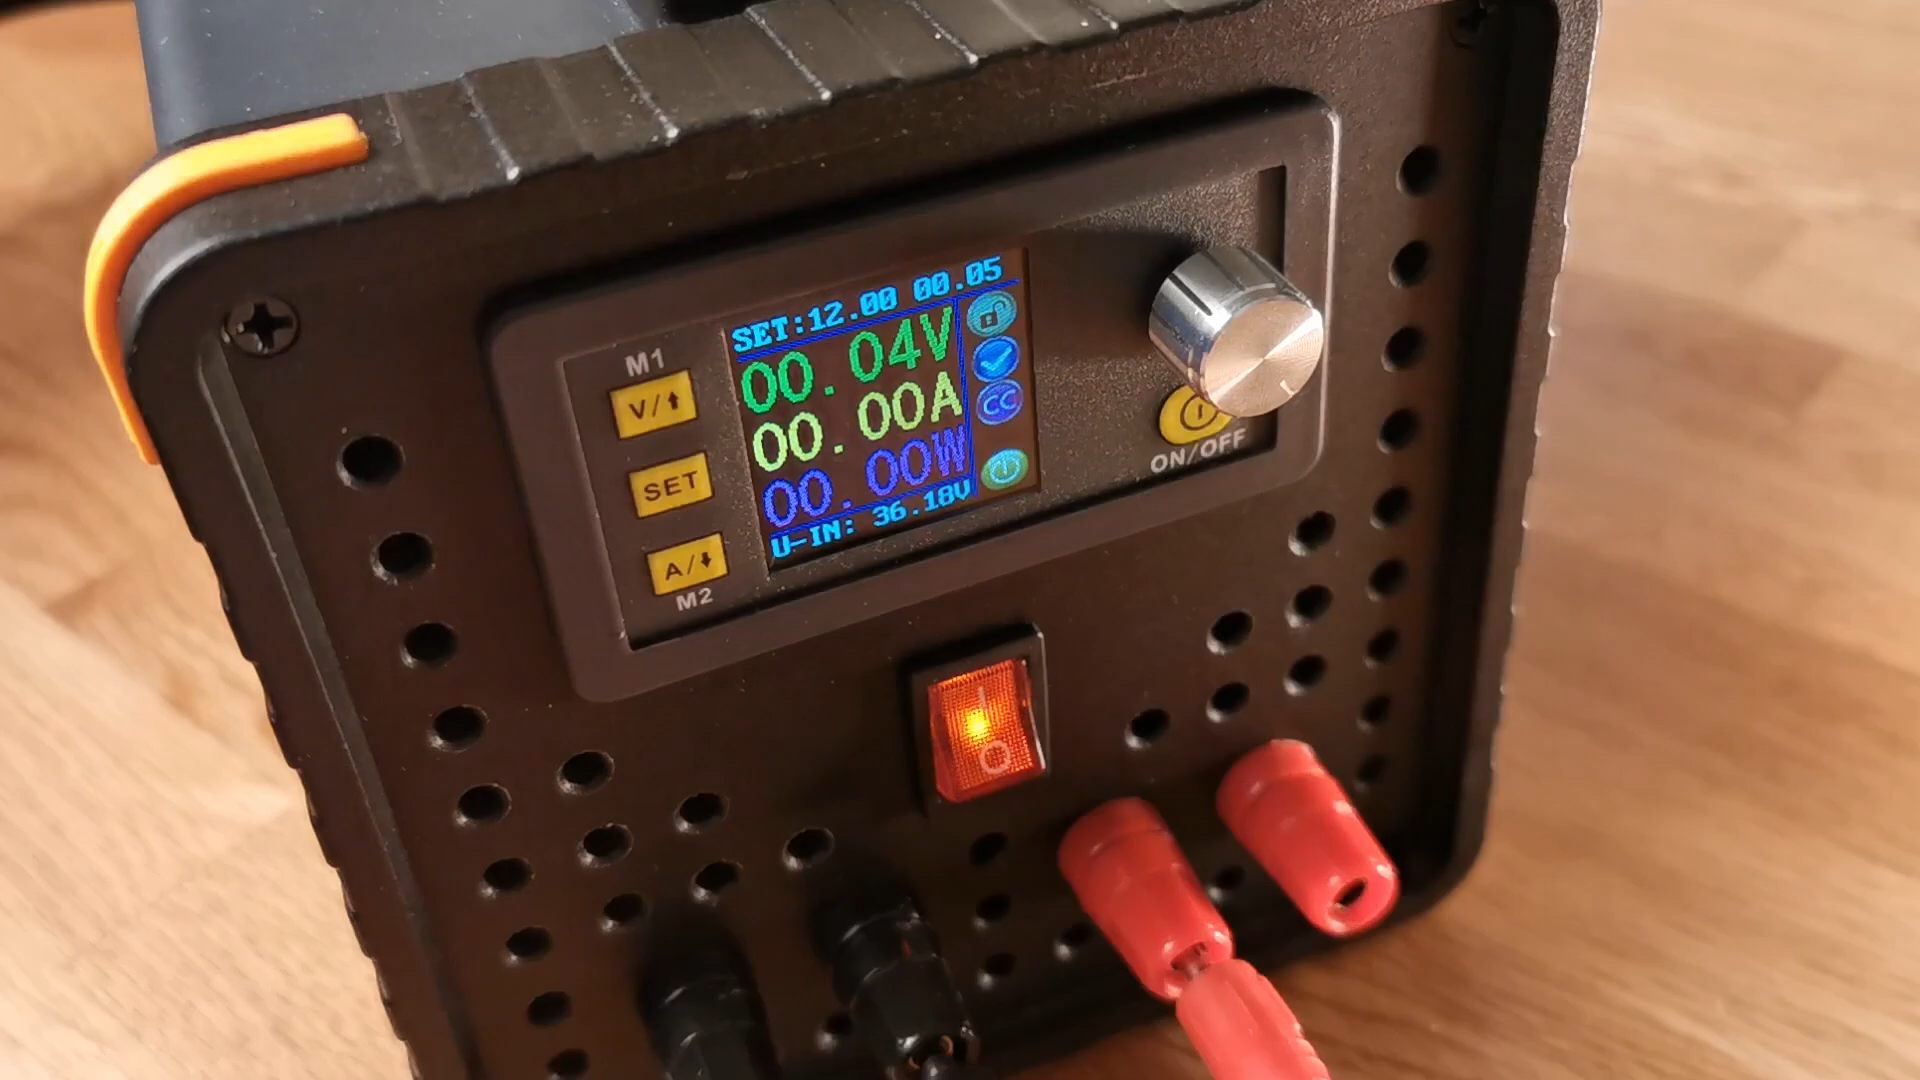 SET:12.00 00.05
00.04V
00.00A
CC
00.00W
U-IN: 36.18V
M1
V/⬆
SET
A/⬇
M2
ON/OFF